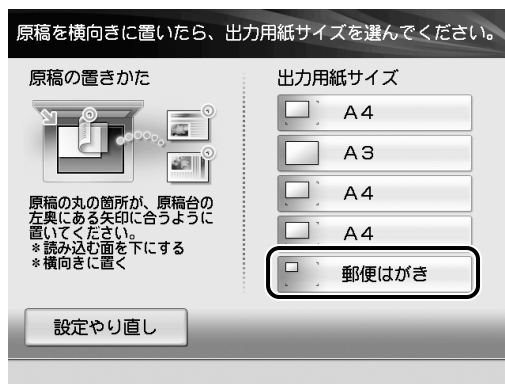 原稿を横向きに置いたら、出力用紙サイズを選んでください。
原稿の置きかた
原稿の丸の箇所が、原稿台の
左奥にある矢印に合うように
置いてください。
*読み込む面を下にする
*横向きに置く
出力用紙サイズ
A4
A3
A4
A4
郵便はがき
設定やり直し